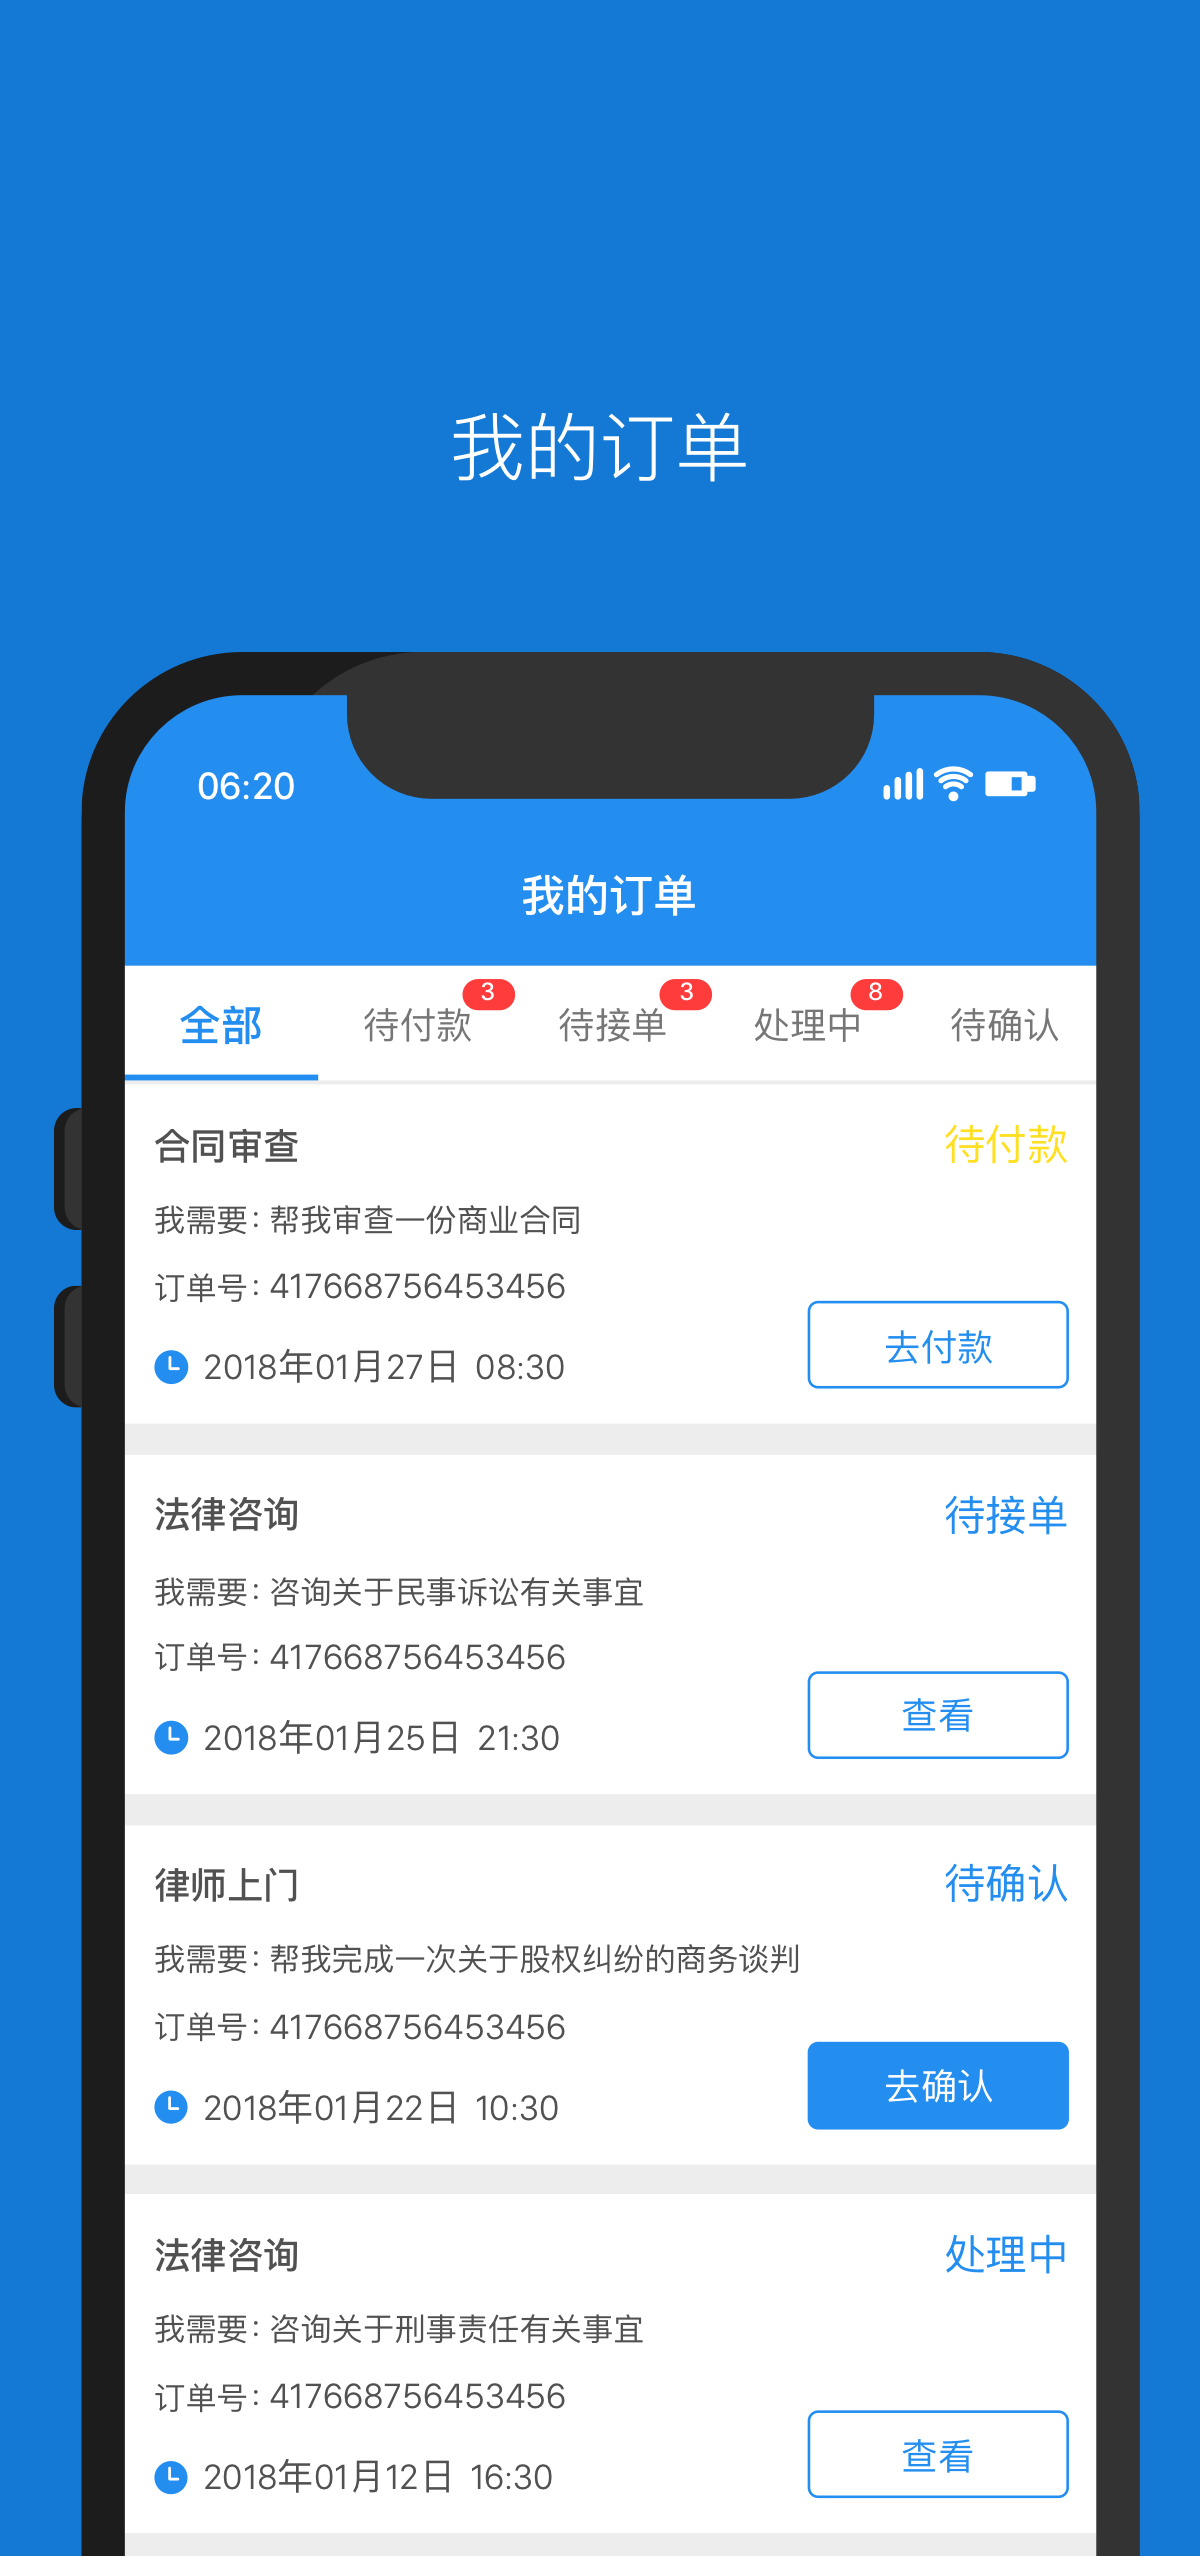 我的订单
06:20
我的订单
3 3 8
全部 待付款 待接单 处理中 待确认
合同审查 待付款
我需要: 帮我审查一份商业合同
订单号: 417668756453456
去付款
2018年01月27日 08:30
法律咨询 待接单
我需要: 咨询关于民事诉讼有关事宜
订单号: 417668756453456
查看
2018年01月25日 21:30
律师上门 待确认
我需要: 帮我完成一次关于股权纠纷的商务谈判
订单号: 417668756453456
去确认
2018年01月22日 10:30
法律咨询 处理中
我需要: 咨询关于刑事责任有关事宜
订单号: 417668756453456
查看
2018年01月12日 16:30